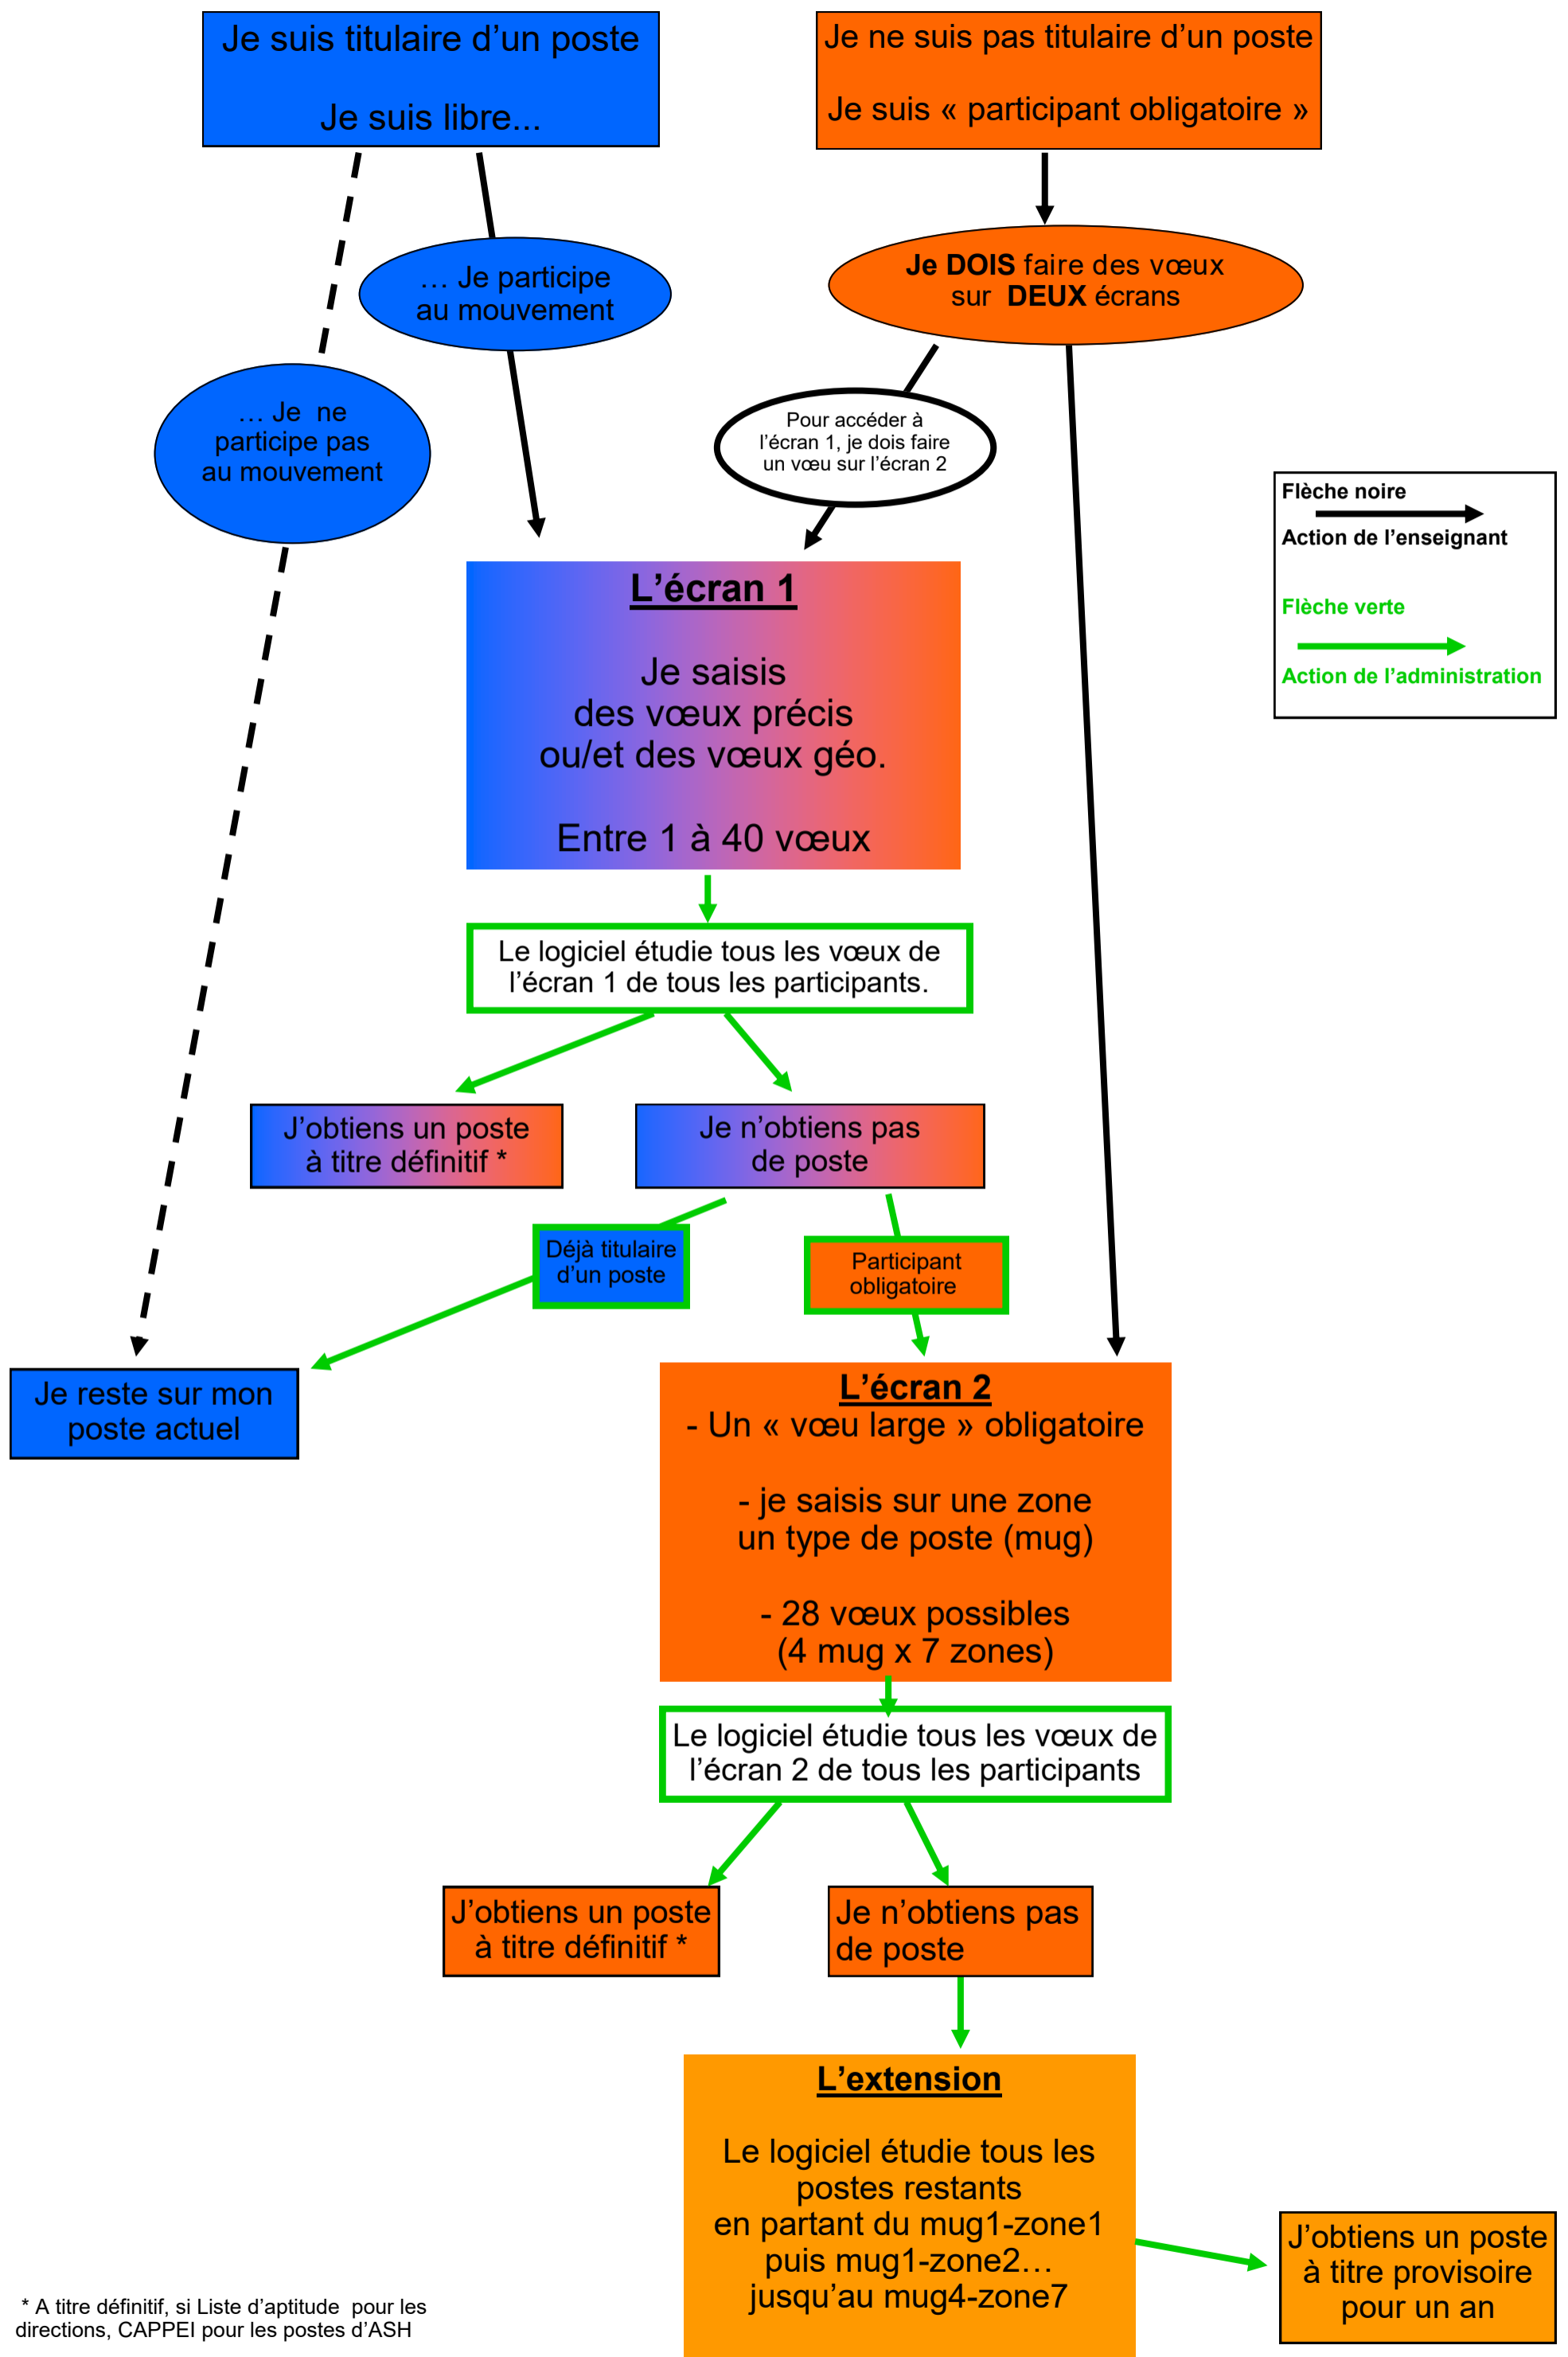 Je suis titulaire d’un poste
Je suis libre...
Je ne suis pas titulaire d’un poste
Je suis « participant obligatoire »
… Je participe
au mouvement
Je DOIS faire des vœux
sur DEUX écrans
… Je ne
participe pas
au mouvement
Pour accéder à
l’écran 1, je dois faire
un vœu sur l’écran 2
Flèche noire
Action de l’enseignant
Flèche verte
Action de l’administration
L’écran 1
Je saisis
des vœux précis
ou/et des vœux géo.
Entre 1 à 40 vœux
Le logiciel étudie tous les vœux de
l’écran 1 de tous les participants.
J’obtiens un poste
à titre définitif *
Je n’obtiens pas
de poste
Déjà titulaire
d’un poste
Participant
obligatoire
Je reste sur mon
poste actuel
L’écran 2
- Un « vœu large » obligatoire
- je saisis sur une zone
un type de poste (mug)
- 28 vœux possibles
(4 mug x 7 zones)
Le logiciel étudie tous les vœux de
l’écran 2 de tous les participants
J’obtiens un poste
à titre définitif *
Je n’obtiens pas
de poste
L’extension
Le logiciel étudie tous les
postes restants
en partant du mug1-zone1
puis mug1-zone2…
jusqu’au mug4-zone7
J’obtiens un poste
à titre provisoire
pour un an
* A titre définitif, si Liste d’aptitude pour les
directions, CAPPEI pour les postes d’ASH